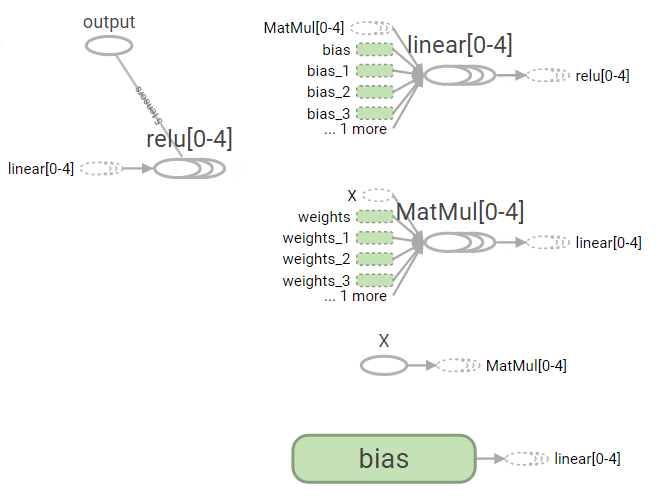 output
5 tensors
relu[0-4]
linear[0-4]
MatMul[0-4]
bias
bias_1
bias_2
bias_3
... 1 more
linear[0-4]
relu[0-4]
X
weights
weights_1
weights_2
weights_3
... 1 more
MatMul[0-4]
linear[0-4]
X
MatMul[0-4]
bias
linear[0-4]